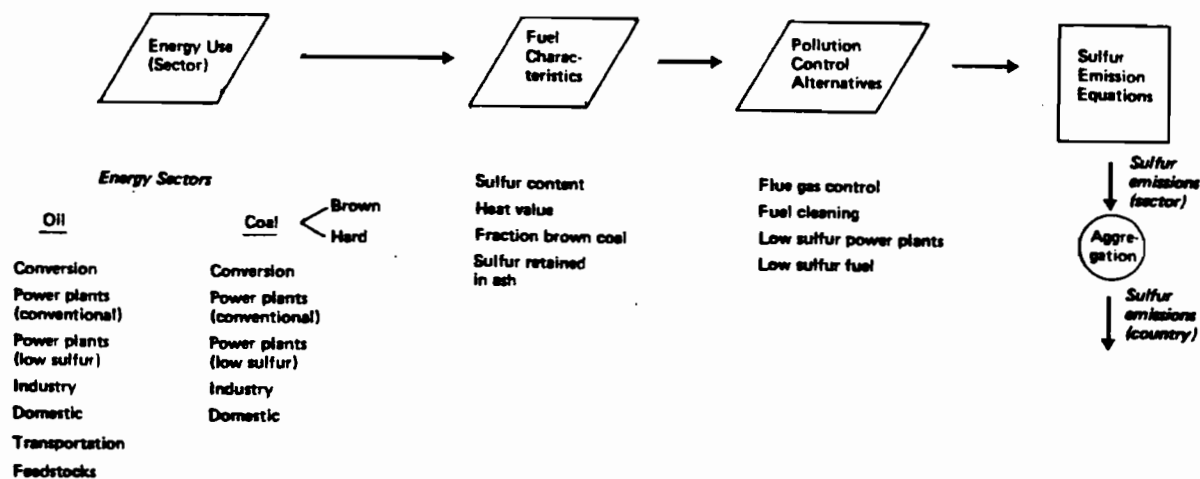 Energy Use
(Sector)
Fuel
Charac-
teristics
Pollution
Control
Alternatives
Sulfur
Emission
Equations
Energy Sectors
Oil
Conversion
Power plants
(conventional)
Power plants
(low sulfur)
Industry
Domestic
Transportation
Feedstocks
Coal
Brown
Hard
Conversion
Power plants
(conventional)
Power plants
(low sulfur)
Industry
Domestic
Sulfur content
Heat value
Fraction brown coal
Sulfur retained
in ash
Flue gas control
Fuel cleaning
Low sulfur power plants
Low sulfur fuel
Sulfur
emissions
(sector)
Aggre-
gation
Sulfur
emissions
(country)